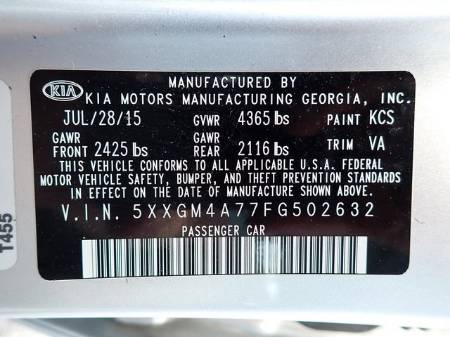 MANUFACTURED BY
KIA KIA MOTORS MANUFACTURING GEORGIA, INC.
JUL/28/15 GVWR 4365 lbs PAINT KCS
GAWR FRONT 2425 lbs GAWR REAR 2116 lbs TRIM VA
THIS VEHICLE CONFORMS TO ALL APPLICABLE U.S.A. FEDERAL
MOTOR VEHICLE SAFETY, BUMPER, AND THEFT PREVENTION STANDARDS
IN EFFECT ON THE DATE OF MANUFACTURE SHOWN ABOVE.
V.I.N. 5XXGM4A77FG502632
PASSENGER CAR
T455